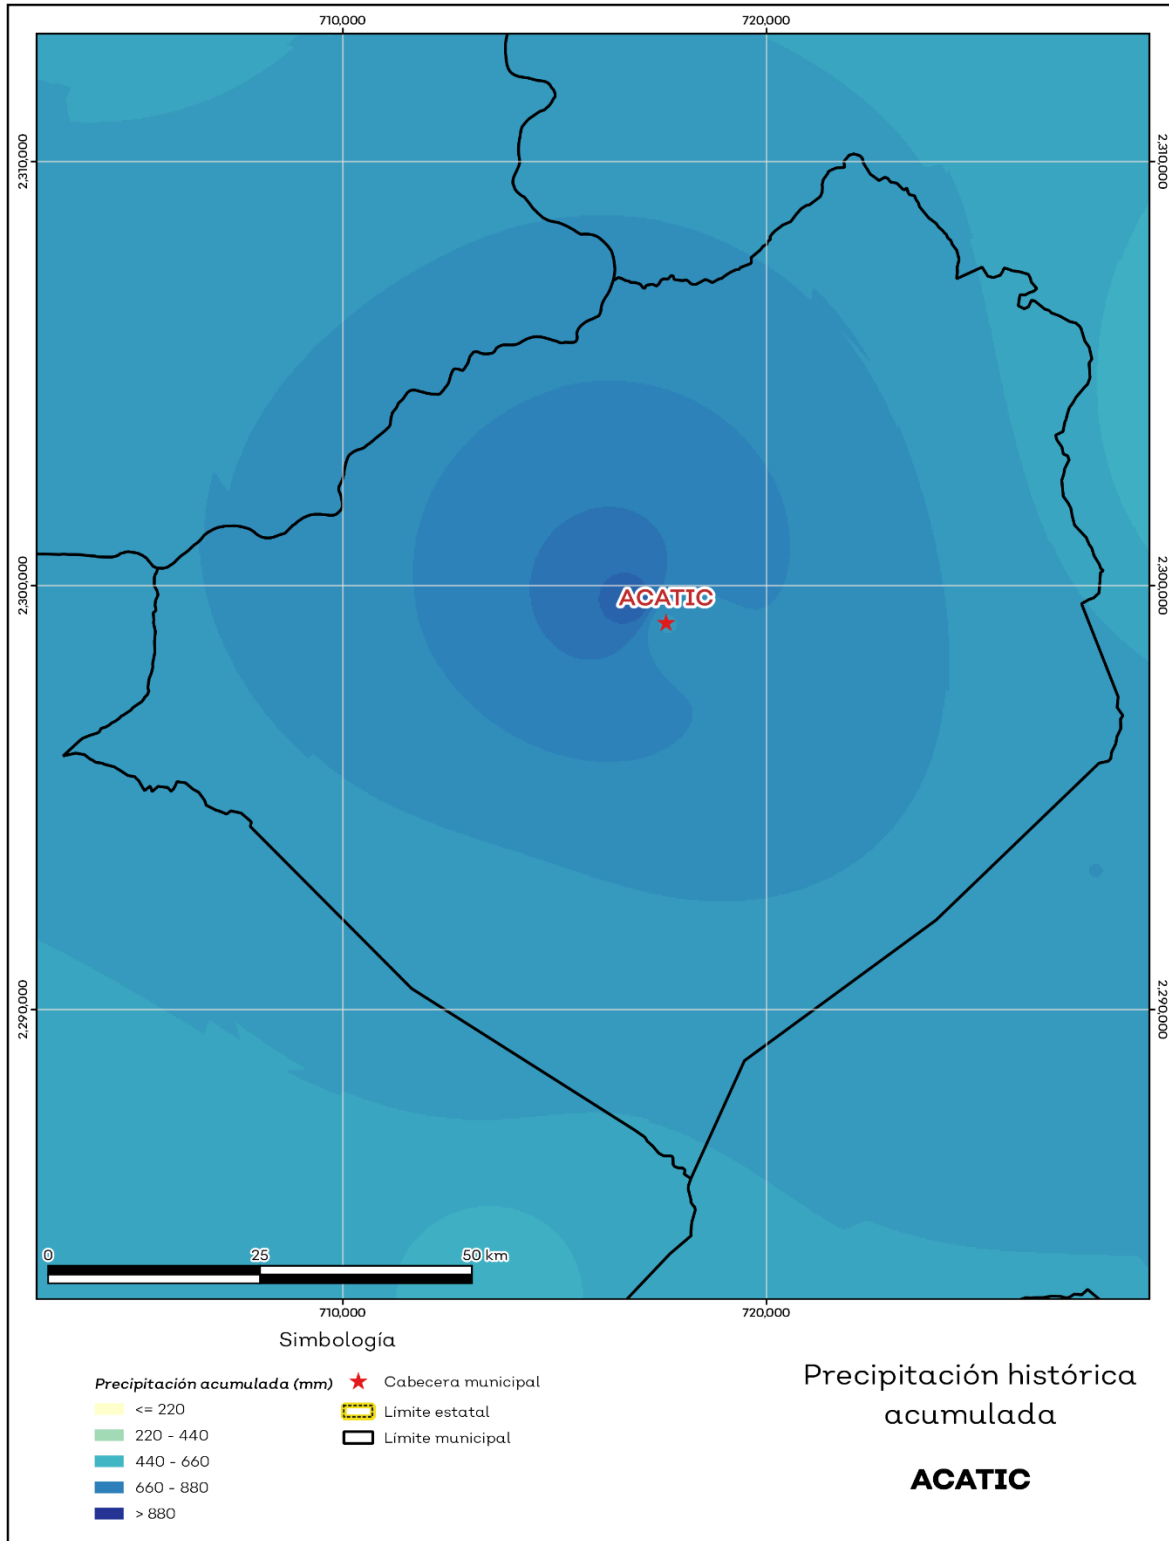 710,000
720,000
2,310,000
2,310,000
2,300,000
2,300,000
ACATIC
2,290,000
2,290,000
0
25
50 km
710,000
720,000
Simbología
Precipitación acumulada (mm)
<= 220
220 - 440
440 - 660
660 - 880
> 880
Cabecera municipal
Límite estatal
Límite municipal
Precipitación histórica
acumulada
ACATIC